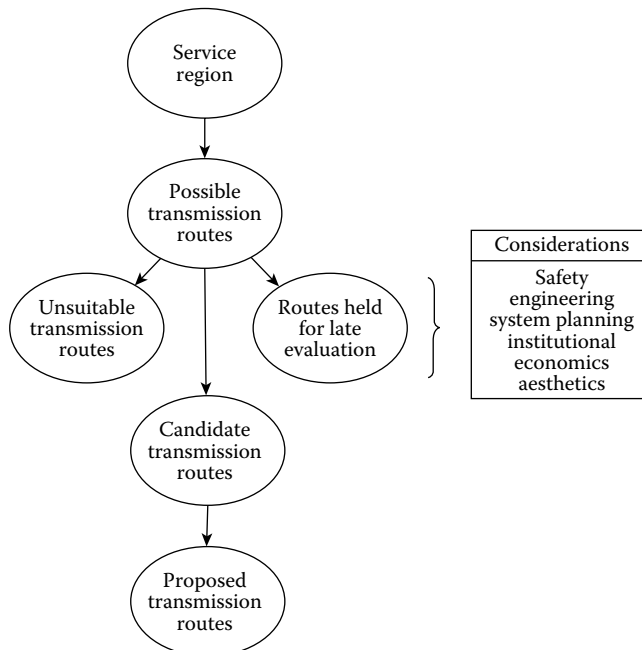 Service
region
Possible
transmission
routes
Unsuitable
transmission
routes
Routes held
for late
evaluation
Considerations
Safety
engineering
system planning
institutional
economics
aesthetics
Candidate
transmission
routes
Proposed
transmission
routes